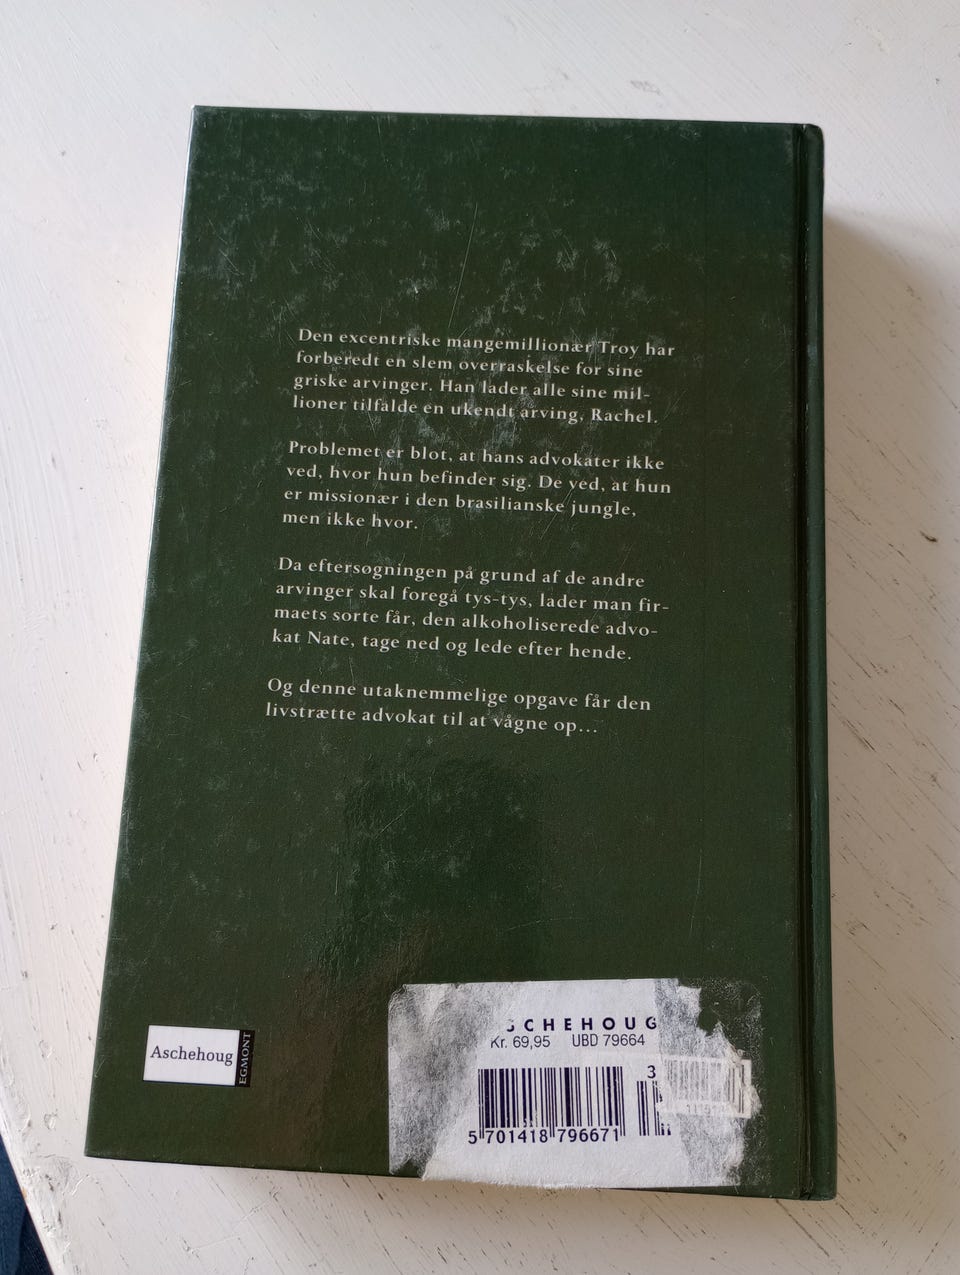 Den excentriske mangemillionær Troy har
forberedt en slem overraskelse for sine
griske arvinger. Han lader alle sine mil-
lioner tilfalde en ukendt arving, Rachel.
Problemet er blot, at hans advokater ikke
ved, hvor hun befinder sig. De ved, at hun
er missionær i den brasilianske jungle,
men ikke hvor.
Da eftersøgningen på grund af de andre
arvinger skal foregå tys-tys, lader man fir-
maets sorte får, den alkoholiserede advo-
kat Nate, tage ned og lede efter hende.
Og denne utaknemmelige opgave får den
livstrætte advokat til at vågne op...
Aschehoug
EGMONT
SCHEHOUG
Kr. 69,95 UBD 79664
3
5 701418 796671